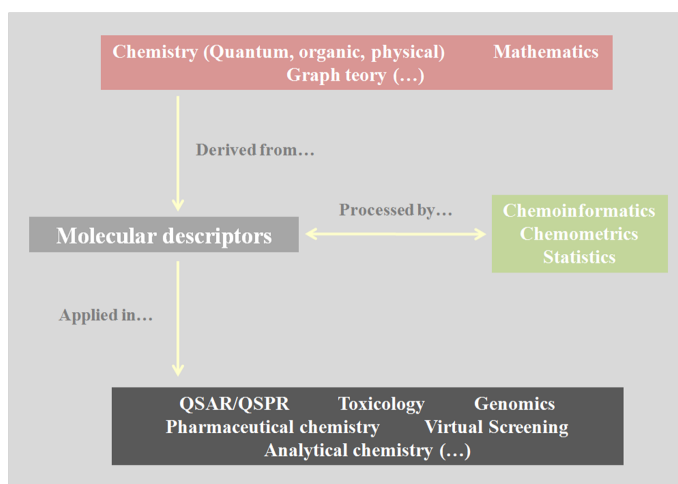 Chemistry (Quantum, organic, physical) Mathematics
Graph teory (…)
Derived from…
Processed by…
Molecular descriptors
Chemoinformatics
Chemometrics
Statistics
Applied in…
QSAR/QSPR Toxicology Genomics
Pharmaceutical chemistry Virtual Screening
Analytical chemistry (…)